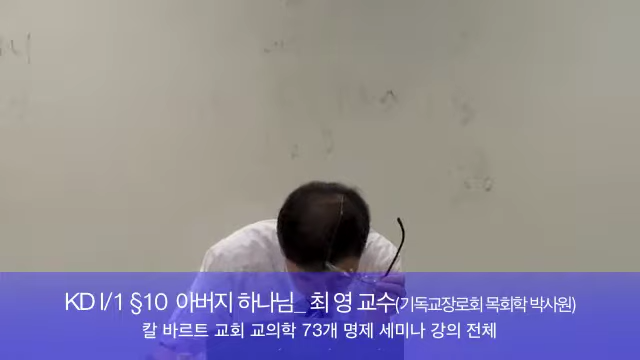 KD I/1 §10 아버지 하나님_ 최 영 교수(기독교장로회 목회학 박사원)
칼 바르트 교회 교의학 73개 명제 세미나 강의 전체